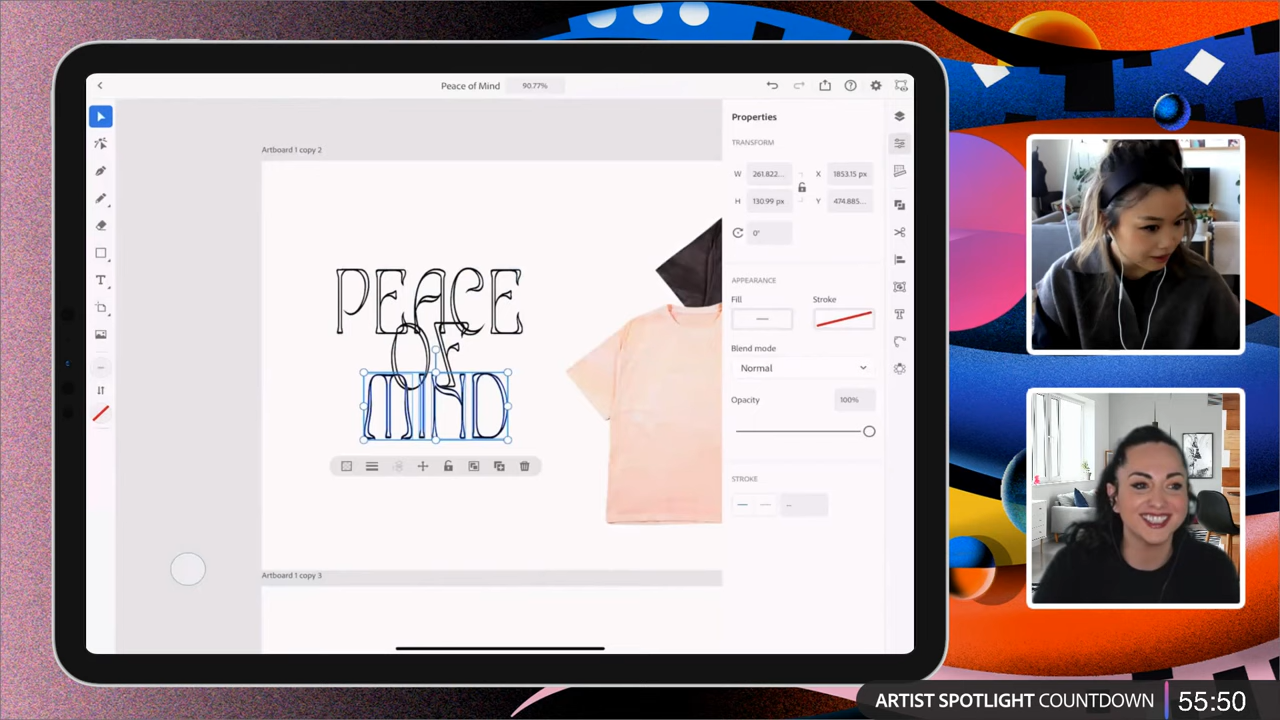 Peace of Mind
90.77%
Properties
TRANSFORM
W 261.822... X 1853.15 px
H 130.99 px Y 474.885...
0°
APPEARANCE
Fill
Stroke
Blend mode
Normal
Opacity
100%
STROKE
--
T
Artboard 1 copy 2
PEACE
OF
MIND
Artboard 1 copy 3
ARTIST SPOTLIGHT COUNTDOWN 55:50